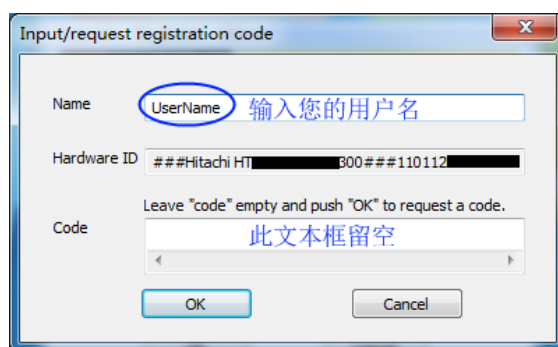 Input/request registration code
Name UserName 输入您的用户名
Hardware ID ###Hitachi HT 300###110112
Leave "code" empty and push "OK" to request a code.
Code 此文本框留空
OK Cancel